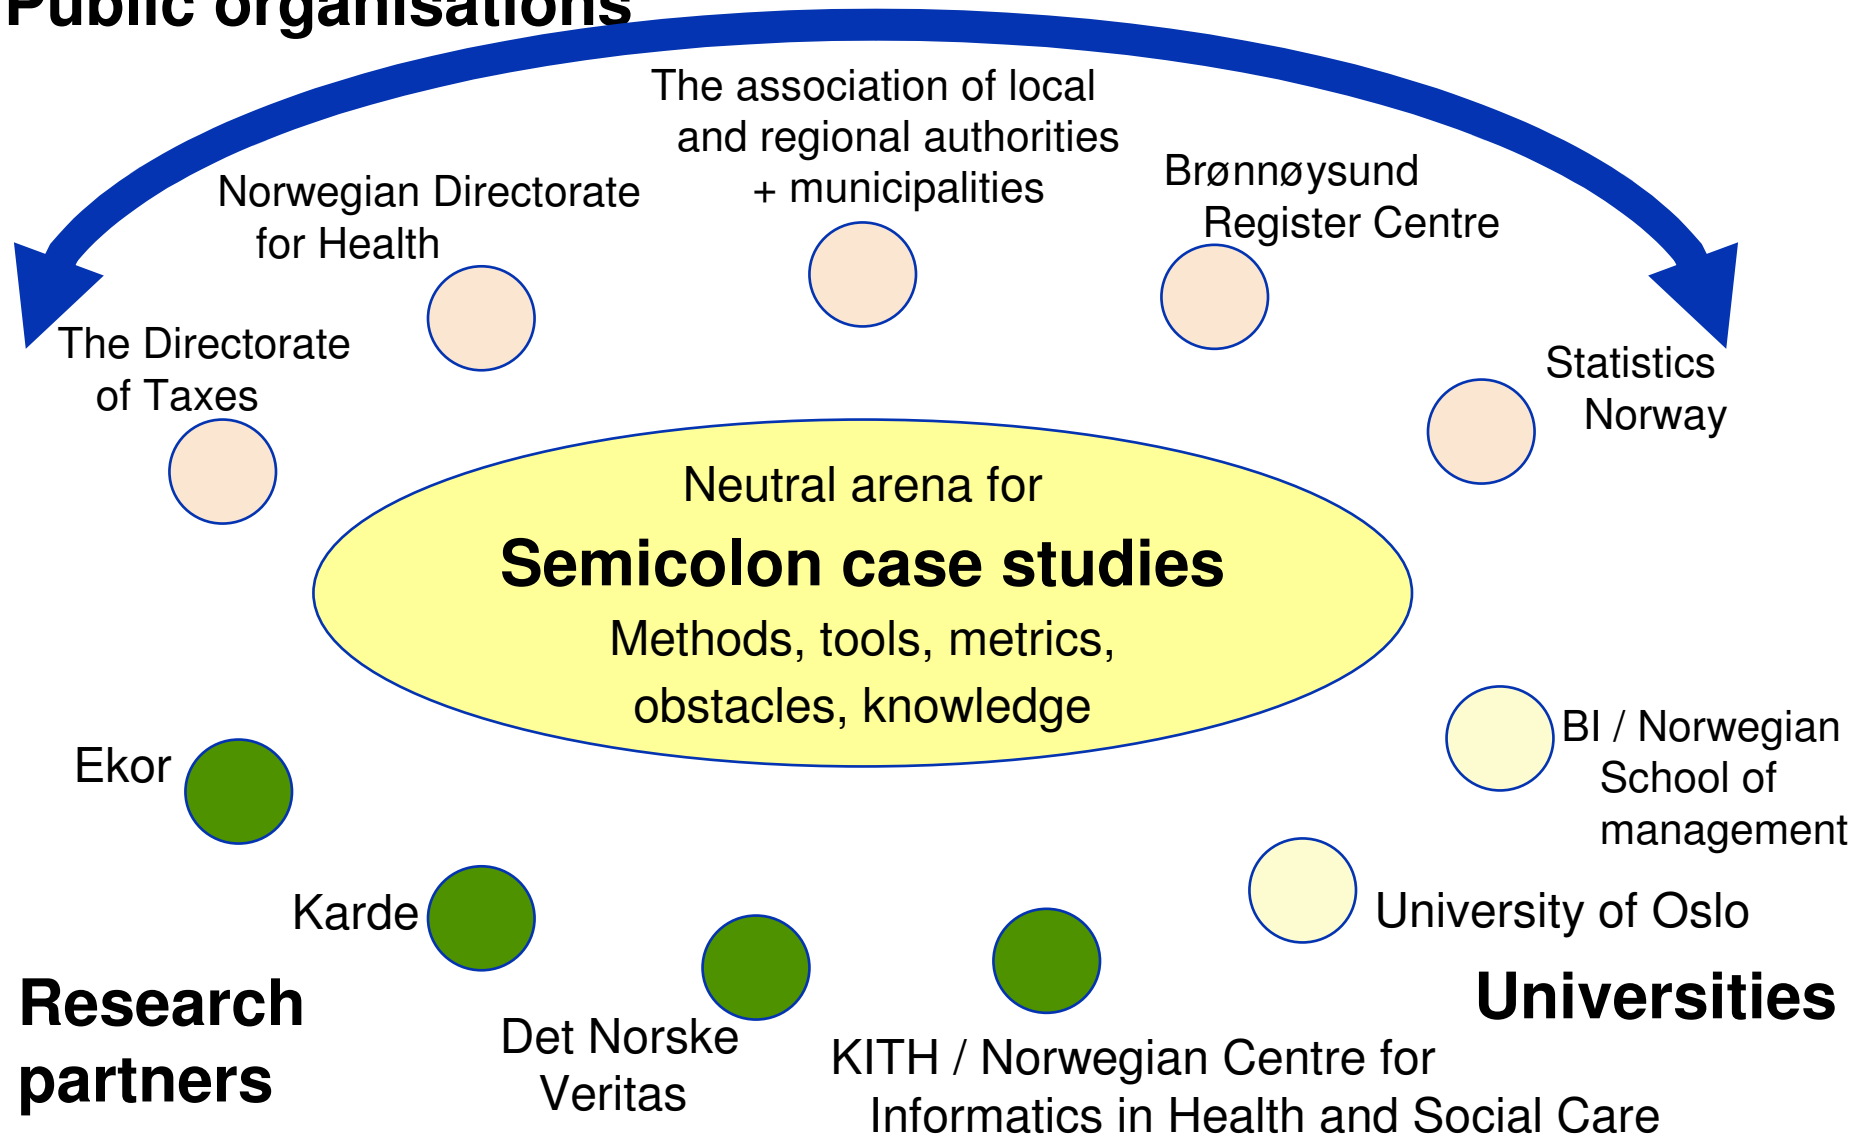 Public organisations
The association of local
and regional authorities
+ municipalities
Brønnøysund
Register Centre
Norwegian Directorate
for Health
The Directorate
of Taxes
Statistics
Norway
Neutral arena for
Semicolon case studies
Methods, tools, metrics,
obstacles, knowledge
BI / Norwegian
School of
management
Ekor
Karde
University of Oslo
Research
partners
Universities
Det Norske
Veritas
KITH / Norwegian Centre for
Informatics in Health and Social Care